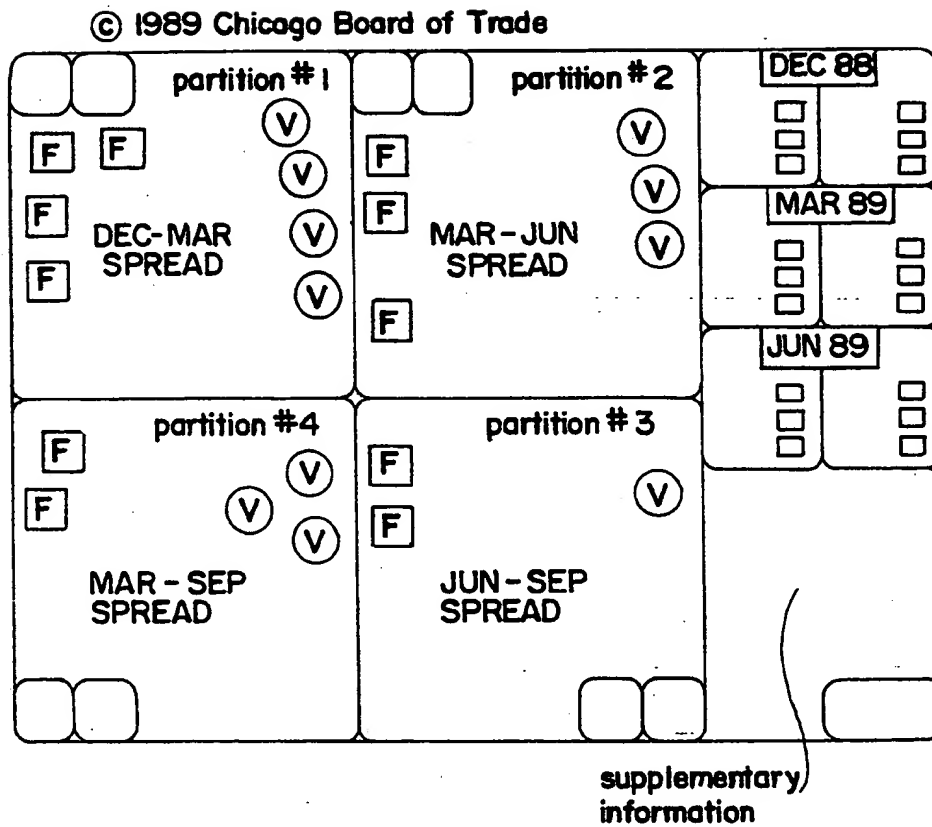 © 1989 Chicago Board of Trade
partition #1
F F V
V
F V
DEC-MAR
SPREAD
F V
partition #2
V
F
V
F
V
MAR-JUN
SPREAD
F
DEC 88
MAR 89
JUN 89
partition #4
F V
F V
V
MAR-SEP
SPREAD
partition #3
F
V
F
JUN-SEP
SPREAD
supplementary
information